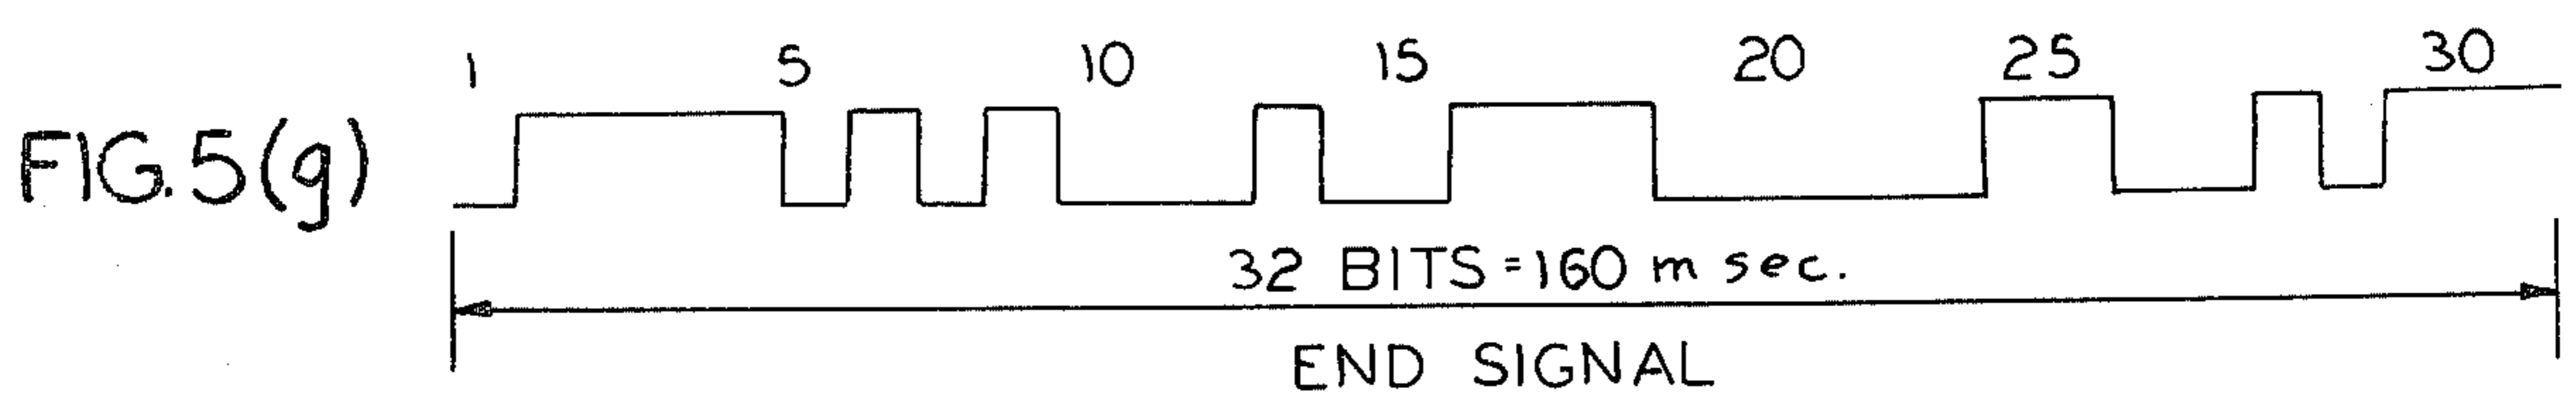 1 5 10 15 20 25 30
FIG.5(g)
32 BITS=160 m sec.
END SIGNAL